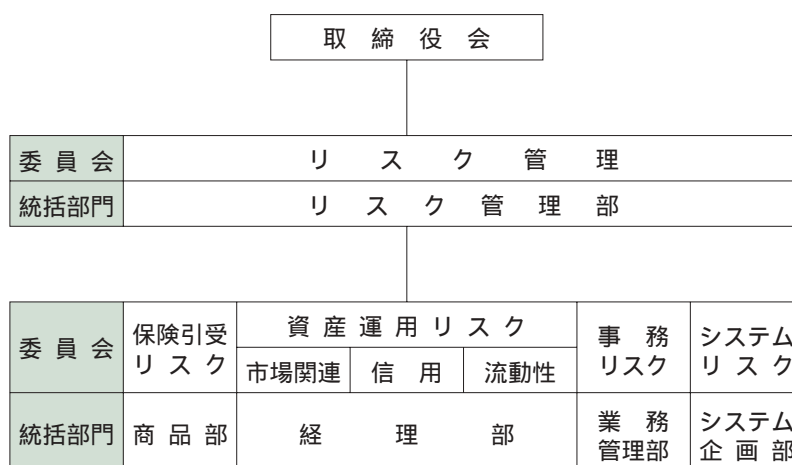 取締役会
委員会 リスク管理
統括部門 リスク管理部
委員会
保険引受
リスク
資産運用リスク
市場関連 信用 流動性
事務
リスク
システム
リスク
統括部門 商品部 経理部
業務
管理部
システム
企画部